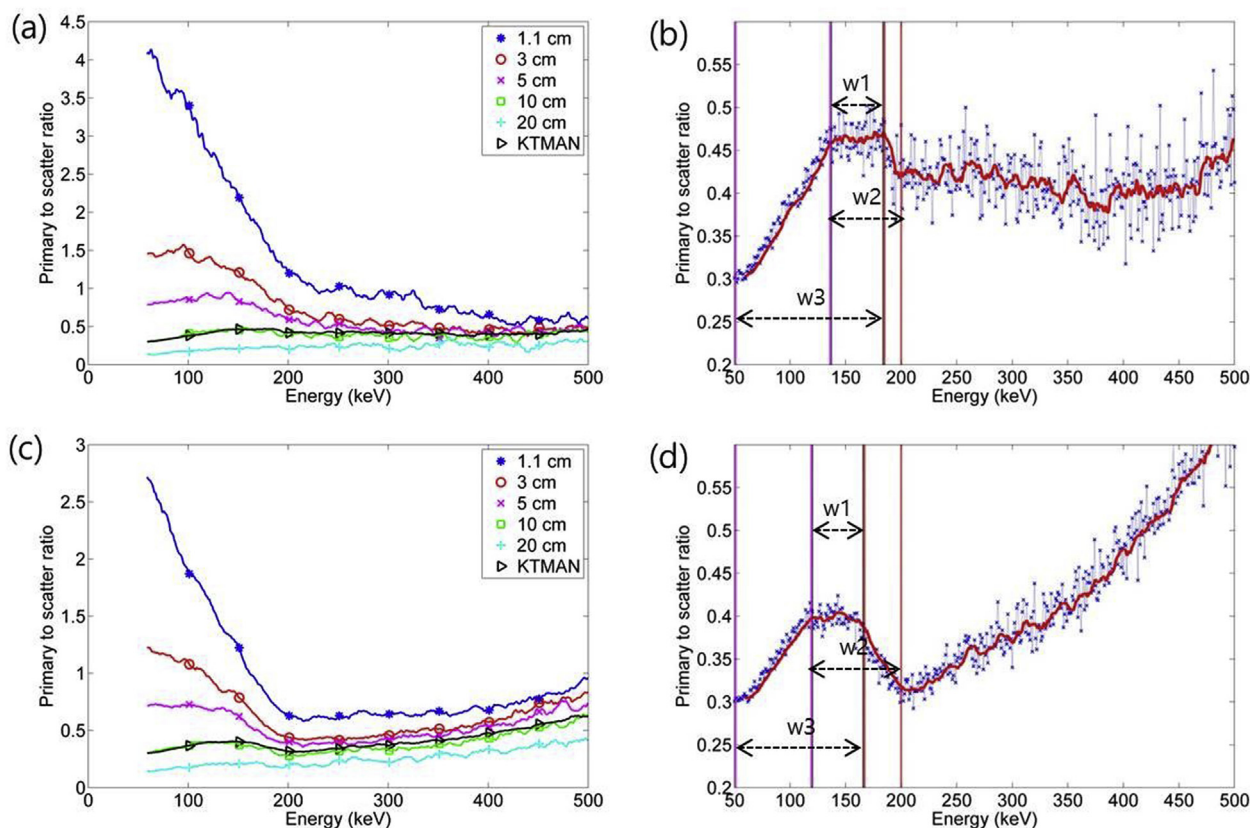 (a)
Primary to scatter ratio
4.5
4
3.5
3
2.5
2
1.5
1
0.5
0
0 100 200 300 400 500
Energy (keV)
1.1 cm
3 cm
5 cm
10 cm
20 cm
KTMAN
(b)
Primary to scatter ratio
0.55
0.5
0.45
0.4
0.35
0.3
0.25
0.2
50 100 150 200 250 300 350 400 450 500
Energy (keV)
w1
w2
w3
(c)
Primary to scatter ratio
3
2.5
2
1.5
1
0.5
0
0 100 200 300 400 500
Energy (keV)
1.1 cm
3 cm
5 cm
10 cm
20 cm
KTMAN
(d)
Primary to scatter ratio
0.55
0.5
0.45
0.4
0.35
0.3
0.25
0.2
50 100 150 200 250 300 350 400 450 500
Energy (keV)
w1
w2
w3